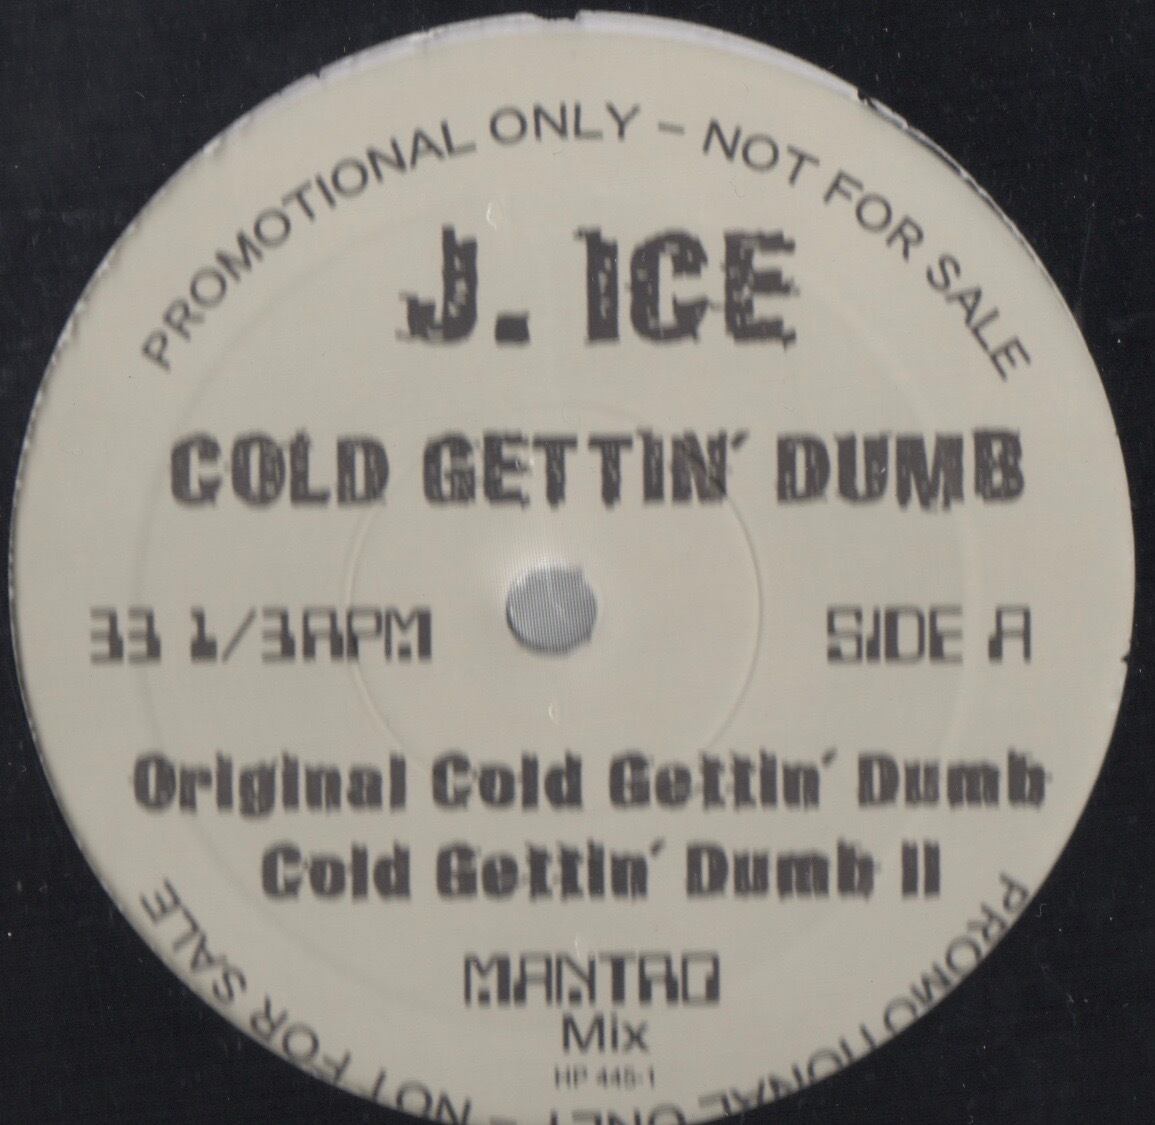 PROMOTIONAL ONLY – NOT FOR SALE
J. ICE
COLD GETTIN' DUMB
33 1/3RPM
SIDE A
Original Cold Gettin' Dumb
Cold Gettin' Dumb II
MANTRO
Mix
HP 445-1
PROMOTIONAL ONLY – NOT FOR SALE